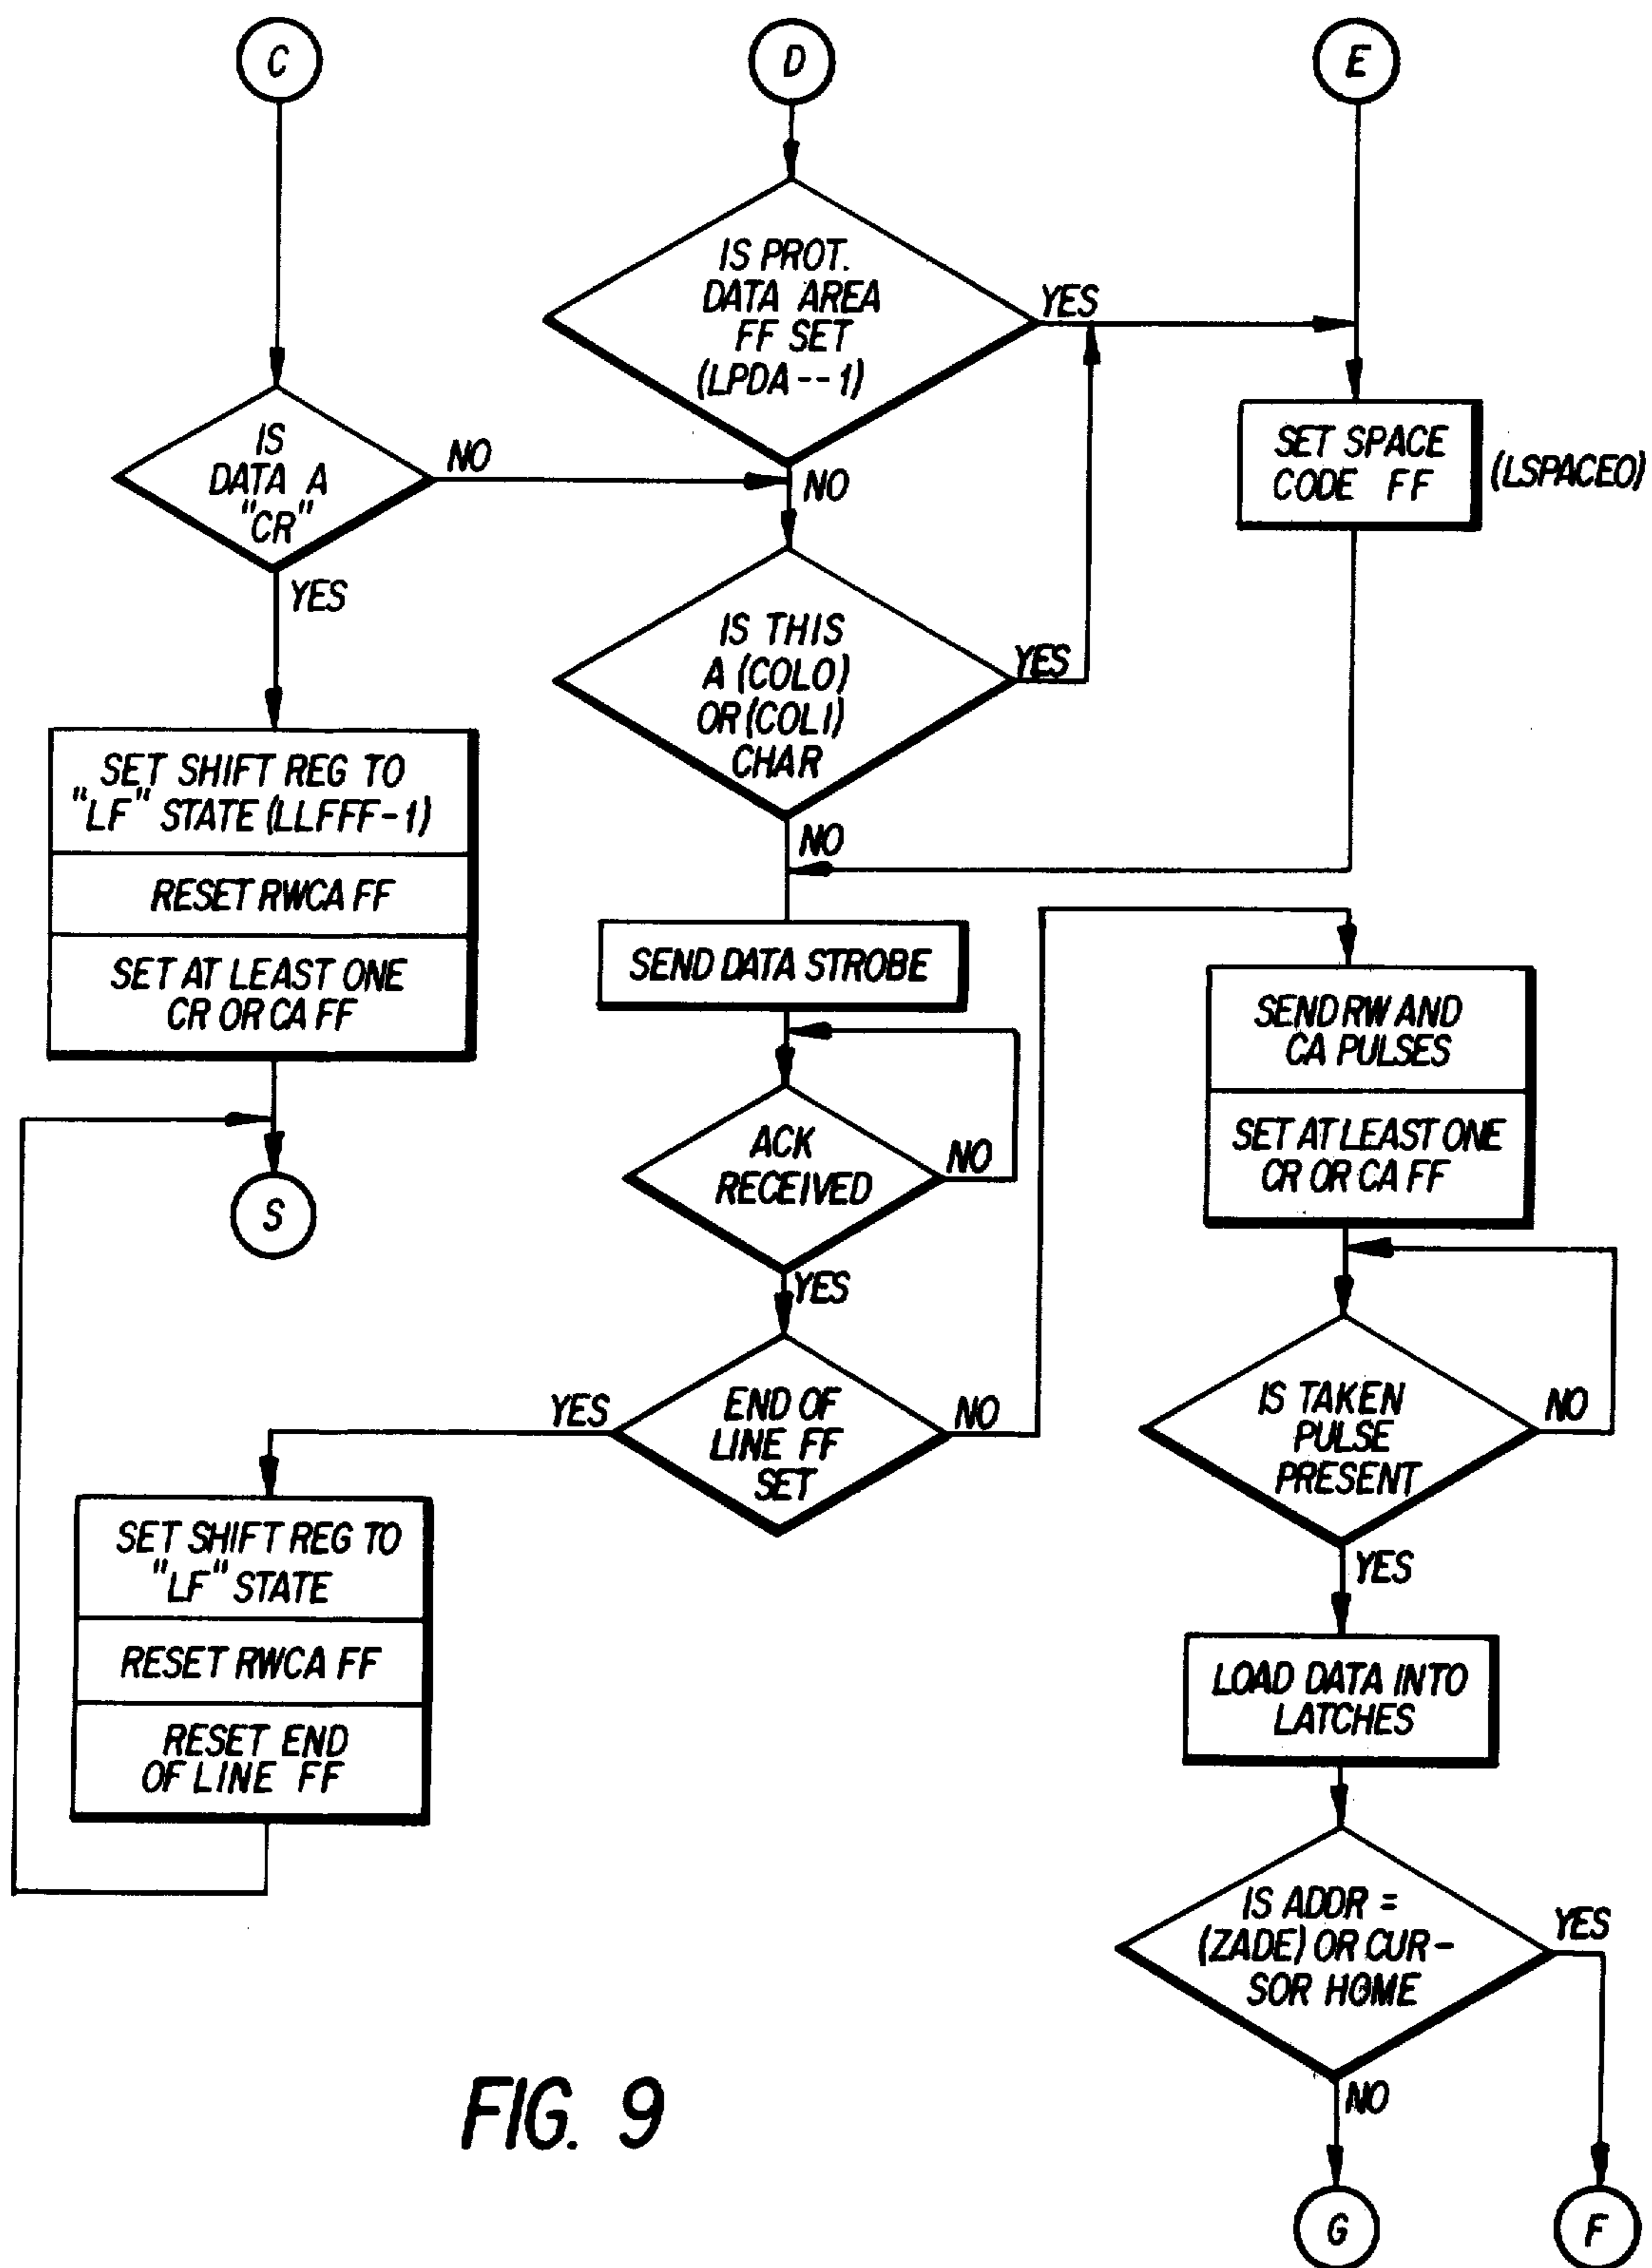 C
D
E
IS PROT.
DATA AREA
FF SET
(LPDA--1)
YES
NO
IS
DATA A
"CR"
NO
YES
SET SPACE
CODE FF
(LSPACEO)
IS THIS
A (COLO)
OR (COL1)
CHAR
YES
NO
SET SHIFT REG TO
"LF" STATE (LLFFF-1)
RESET RWCA FF
SET AT LEAST ONE
CR OR CA FF
S
SEND DATA STROBE
ACK
RECEIVED
NO
YES
END OF
LINE FF
SET
YES
NO
SET SHIFT REG TO
"LF" STATE
RESET RWCA FF
RESET END
OF LINE FF
SEND RW AND
CA PULSES
SET AT LEAST ONE
CR OR CA FF
IS TAKEN
PULSE
PRESENT
NO
YES
LOAD DATA INTO
LATCHES
IS ADDR =
(ZADE) OR CUR-
SOR HOME
YES
NO
G
F
FIG. 9